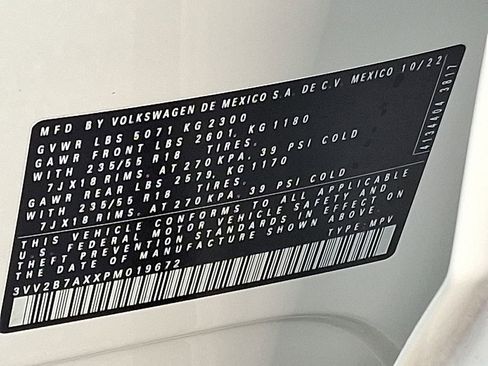 MFD BY VOLKSWAGEN DE MEXICO S.A. DE C.V. MEXICO 10/22
GVWR LBS 5071 KG 2300
GAWR FRONT LBS 2601, KG 1180
WITH 235/55 R18 TIRES.
7JX18 RIMS, AT 270 KPA, 39 PSI COLD
GAWR REAR LBS 2579, KG 1170
WITH 235/55 R18 TIRES.
7JX18 RIMS, AT 270 KPA, 39 PSI COLD
THIS VEHICLE CONFORMS TO ALL APPLICABLE
U.S. FEDERAL MOTOR VEHICLE SAFETY AND
THEFT PREVENTION STANDARDS IN EFFECT ON
THE DATE OF MANUFACTURE SHOWN ABOVE.
3VV2B7AXXPM019672 TYPE: MPV